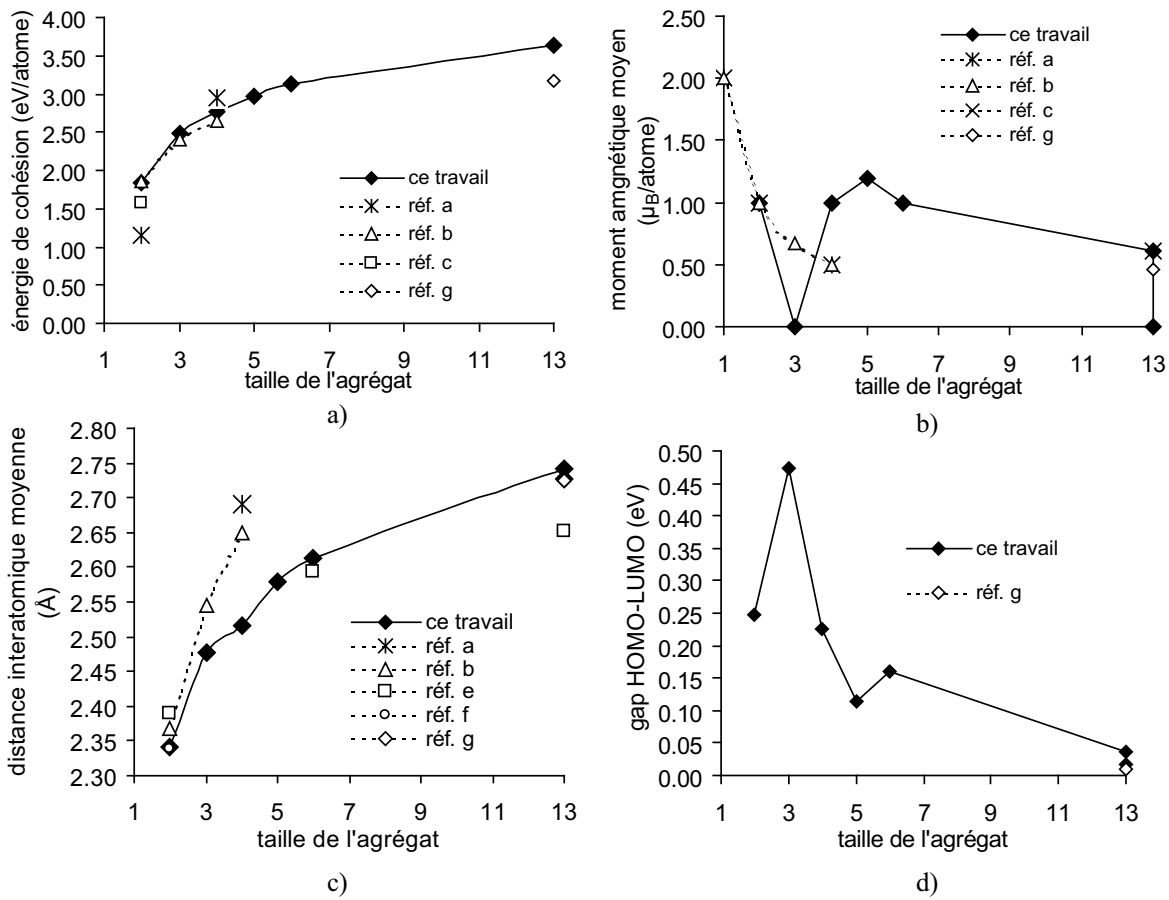 4.00
3.50
3.00
2.50
2.00
1.50
1.00
0.50
0.00
énergie de cohésion (eV/atome)
ce travail
réf. a
réf. b
réf. c
réf. g
1 3 5 7 9 11 13
taille de l'agrégat
a)
2.50
2.00
1.50
1.00
0.50
0.00
moment amgnétique moyen
(µB/atome)
ce travail
réf. a
réf. b
réf. c
réf. g
1 3 5 7 9 11 13
taille de l'agrégat
b)
2.80
2.75
2.70
2.65
2.60
2.55
2.50
2.45
2.40
2.35
2.30
distance interatomique moyenne
(Å)
ce travail
réf. a
réf. b
réf. e
réf. f
réf. g
1 3 5 7 9 11 13
taille de l'agrégat
c)
0.50
0.45
0.40
0.35
0.30
0.25
0.20
0.15
0.10
0.05
0.00
gap HOMO-LUMO (eV)
ce travail
réf. g
1 3 5 7 9 11 13
taille de l'agrégat
d)